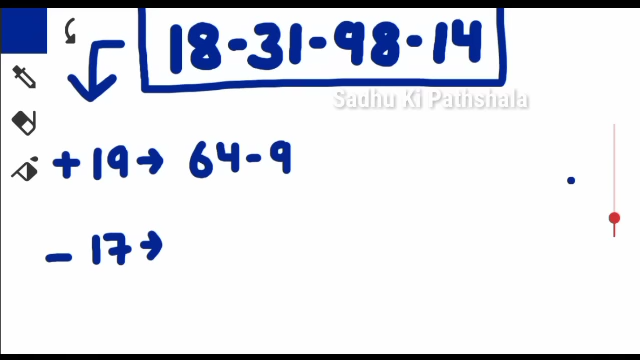 18-31-98-14
Sadhu Ki Pathshala
+ 19 → 64-9
- 17 →